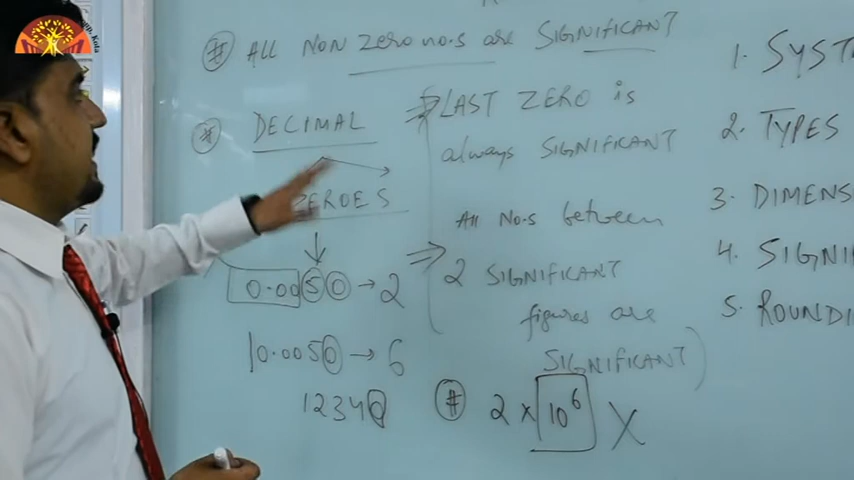 # ALL NON ZERO NO.S are SIGNIFICANT
# DECIMAL
ZEROES
0.0050 → 2
10.0050 → 6
12340
⇒ LAST ZERO is
always SIGNIFICANT
All No.s between
⇒ 2 SIGNIFICANT
figures are
SIGNIFICANT)
# 2 × 10⁶ X
1. SYST
2. TYPES
3. DIMENS
4. SIGNI
5. ROUNDI